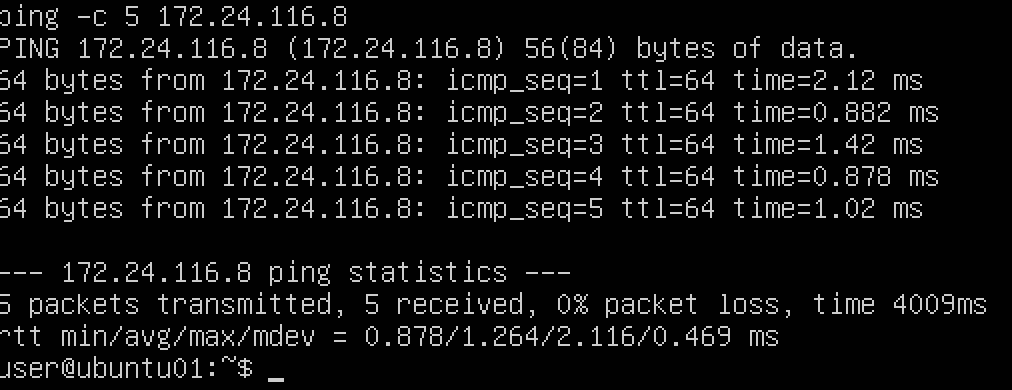 ping -c 5 172.24.116.8
PING 172.24.116.8 (172.24.116.8) 56(84) bytes of data.
64 bytes from 172.24.116.8: icmp_seq=1 ttl=64 time=2.12 ms
64 bytes from 172.24.116.8: icmp_seq=2 ttl=64 time=0.882 ms
64 bytes from 172.24.116.8: icmp_seq=3 ttl=64 time=1.42 ms
64 bytes from 172.24.116.8: icmp_seq=4 ttl=64 time=0.878 ms
64 bytes from 172.24.116.8: icmp_seq=5 ttl=64 time=1.02 ms

--- 172.24.116.8 ping statistics ---
5 packets transmitted, 5 received, 0% packet loss, time 4009ms
rtt min/avg/max/mdev = 0.878/1.264/2.116/0.469 ms
user@ubuntu01:~$ _